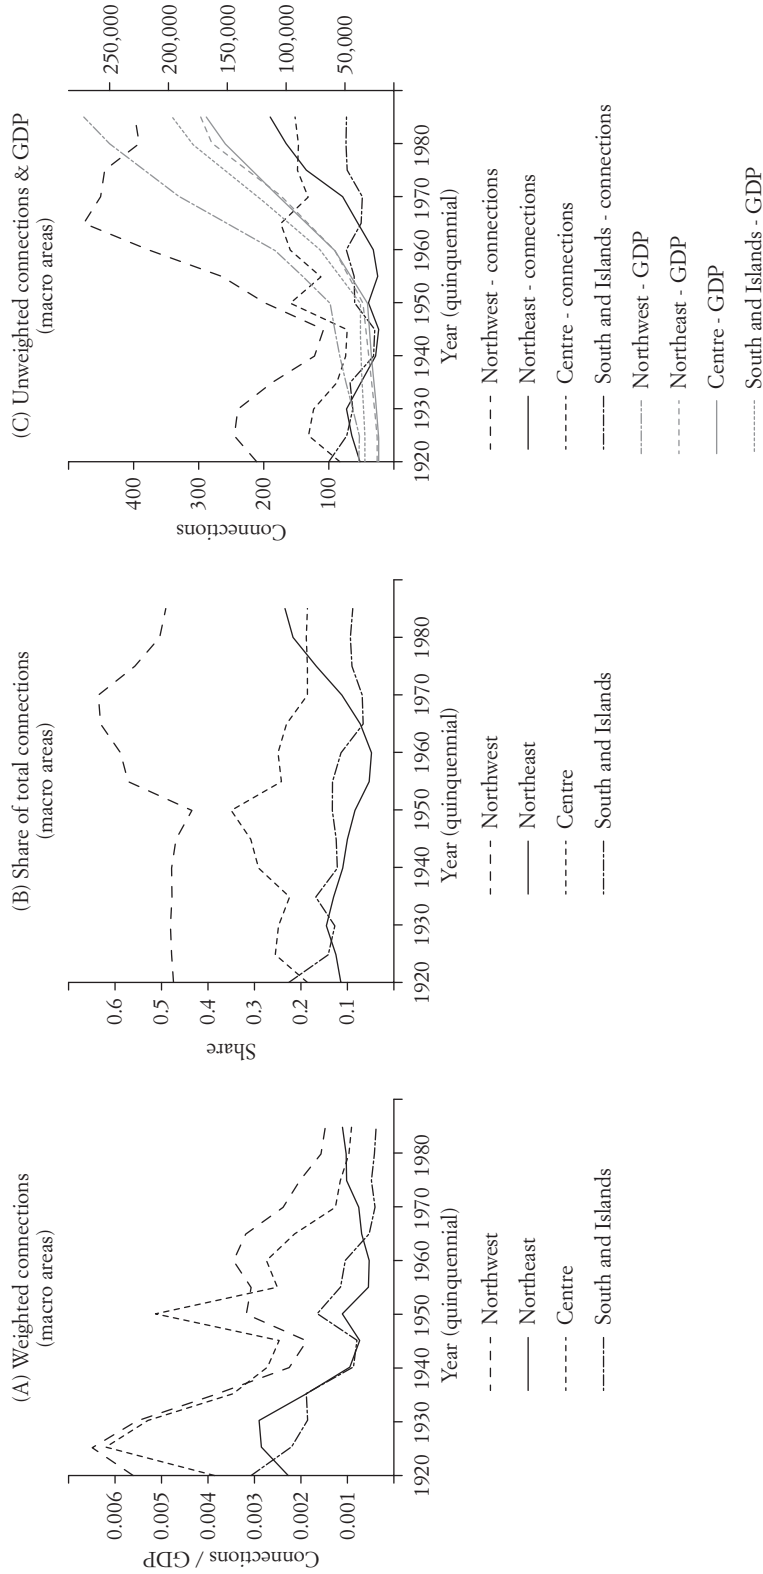 (A) Weighted connections
(macro areas)
Connections / GDP
0.006
0.005
0.004
0.003
0.002
0.001
1920 1930 1940 1950 1960 1970 1980
Year (quinquennial)
Northwest
Northeast
Centre
South and Islands
(B) Share of total connections
(macro areas)
Share
0.6
0.5
0.4
0.3
0.2
0.1
1920 1930 1940 1950 1960 1970 1980
Year (quinquennial)
Northwest
Northeast
Centre
South and Islands
(C) Unweighted connections & GDP
(macro areas)
Connections
400
300
200
100
250,000
200,000
150,000
100,000
50,000
1920 1930 1940 1950 1960 1970 1980
Year (quinquennial)
Northwest - connections
Northeast - connections
Centre - connections
South and Islands - connections
Northwest - GDP
Northeast - GDP
Centre - GDP
South and Islands - GDP